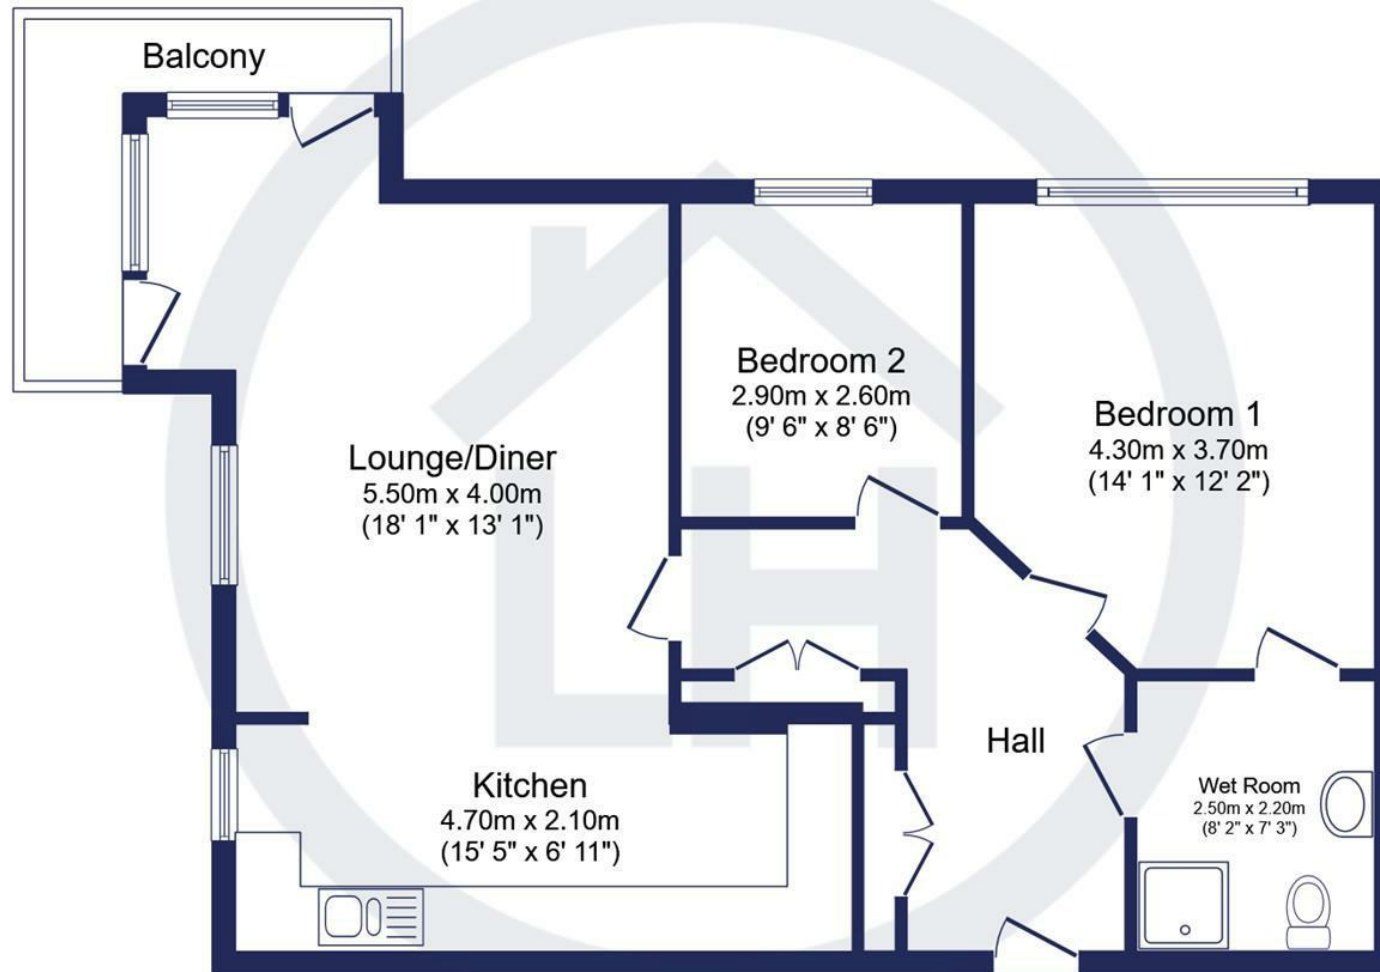 Balcony
Bedroom 2
2.90m x 2.60m
(9' 6" x 8' 6")
Bedroom 1
4.30m x 3.70m
(14' 1" x 12' 2")
Lounge/Diner
5.50m x 4.00m
(18' 1" x 13' 1")
Hall
Kitchen
4.70m x 2.10m
(15' 5" x 6' 11")
Wet Room
2.50m x 2.20m
(8' 2" x 7' 3")
LH